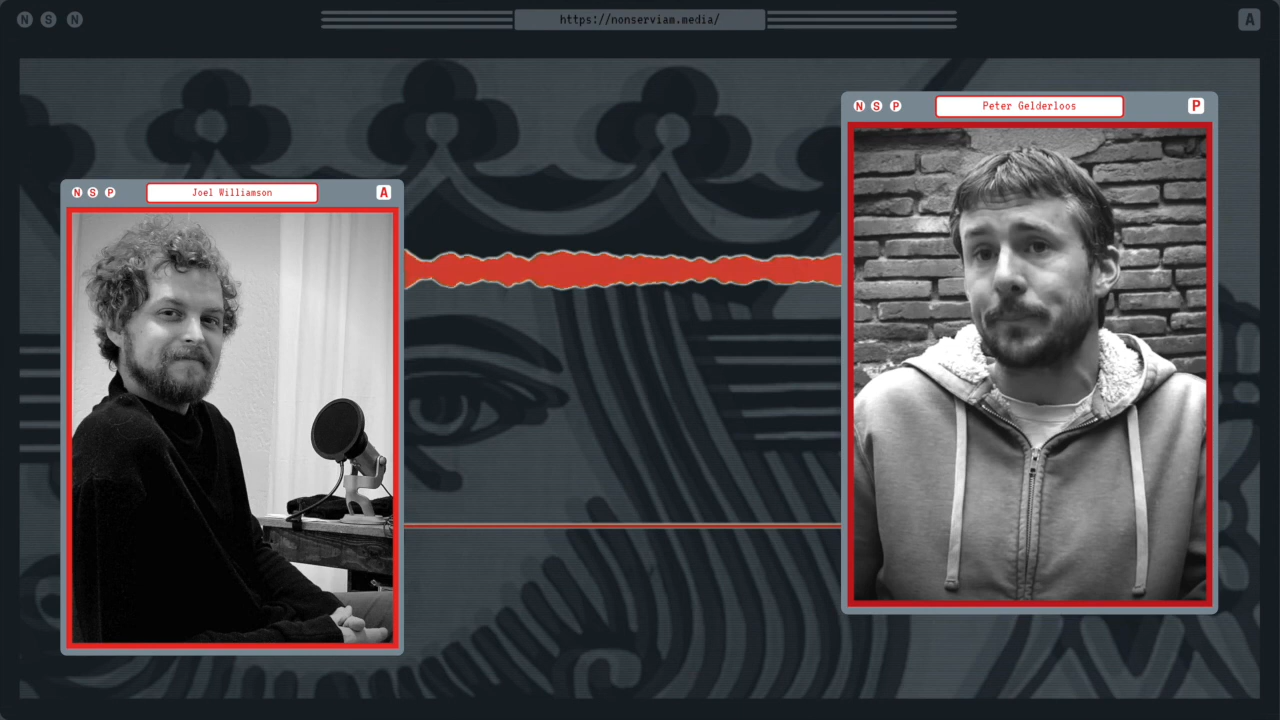 N S N
https://nonserviam.media/
A
N S P
Peter Gelderloos
P
N S P
Joel Williamson
A